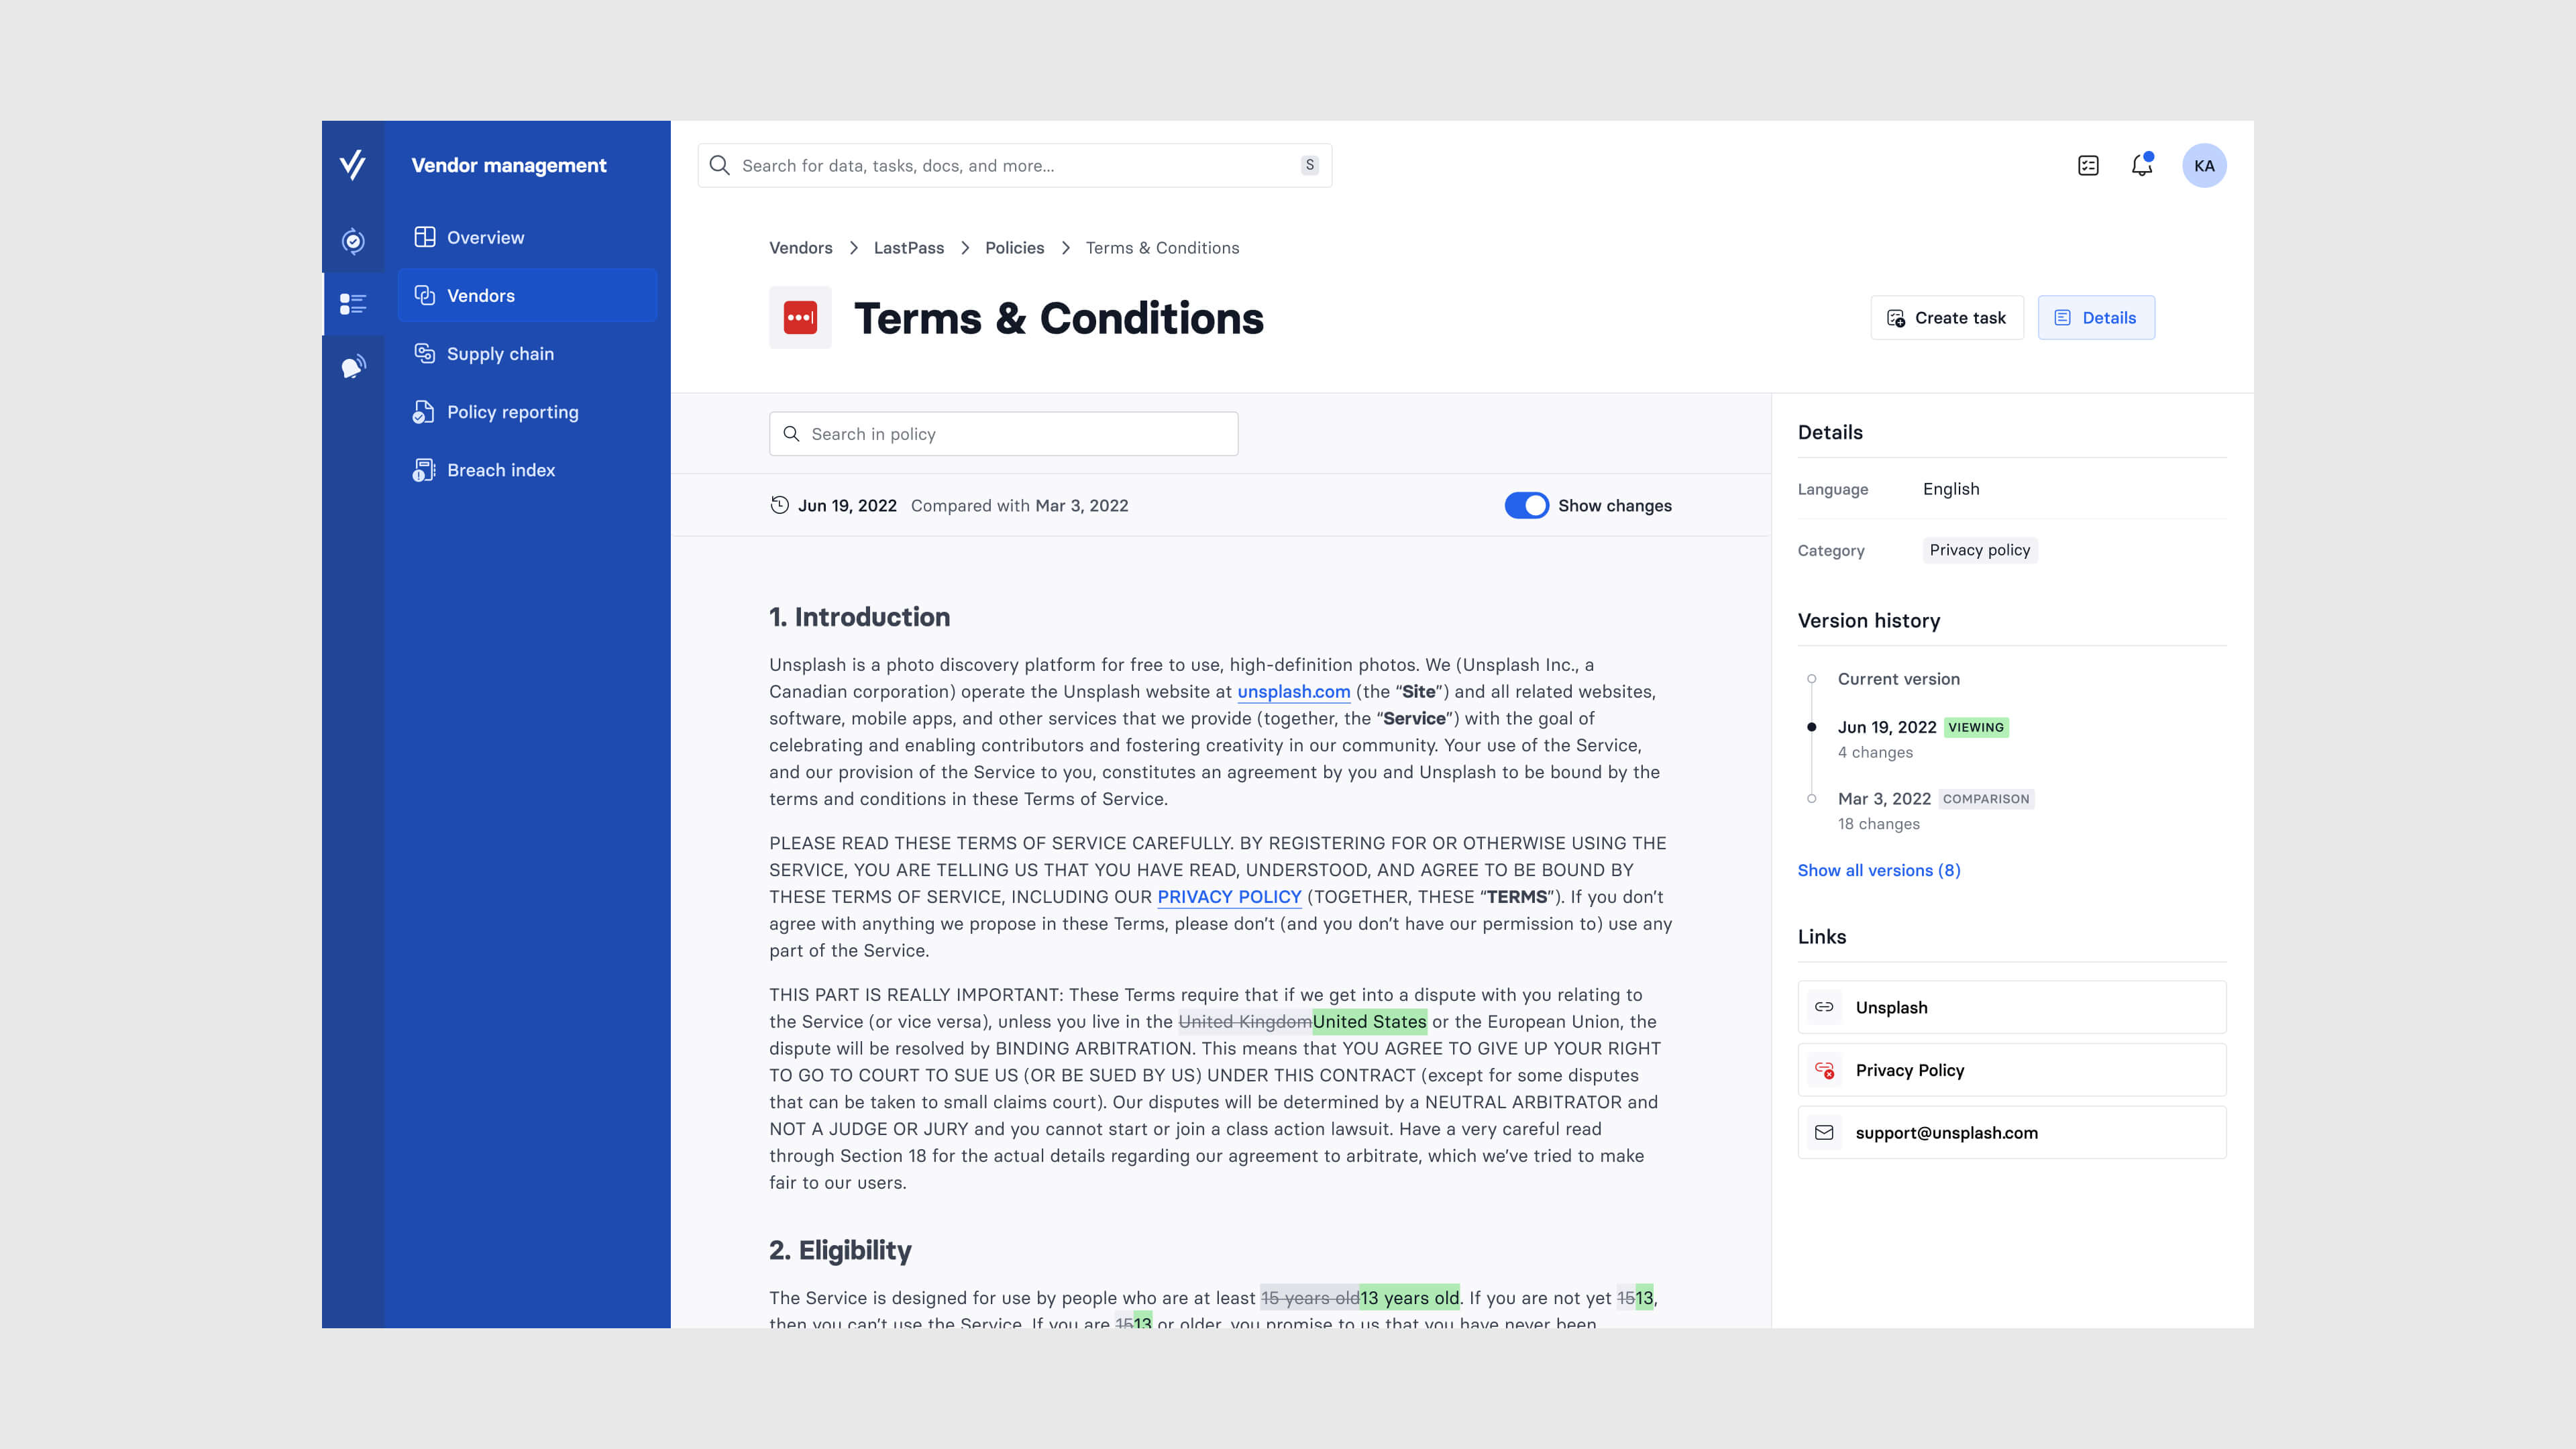 Vendor management
Overview
Vendors
Supply chain
Policy reporting
Breach index
Search for data, tasks, docs, and more...
S
KA
Vendors
LastPass
Policies
Terms & Conditions
Terms & Conditions
Create task
Details
Search in policy
Jun 19, 2022 Compared with Mar 3, 2022
Show changes
1. Introduction
Unsplash is a photo discovery platform for free to use, high-definition photos. We (Unsplash Inc., a
Canadian corporation) operate the Unsplash website at unsplash.com (the “Site”) and all related websites,
software, mobile apps, and other services that we provide (together, the “Service”) with the goal of
celebrating and enabling contributors and fostering creativity in our community. Your use of the Service,
and our provision of the Service to you, constitutes an agreement by you and Unsplash to be bound by the
terms and conditions in these Terms of Service.
PLEASE READ THESE TERMS OF SERVICE CAREFULLY. BY REGISTERING FOR OR OTHERWISE USING THE
SERVICE, YOU ARE TELLING US THAT YOU HAVE READ, UNDERSTOOD, AND AGREE TO BE BOUND BY
THESE TERMS OF SERVICE, INCLUDING OUR PRIVACY POLICY (TOGETHER, THESE “TERMS”). If you don’t
agree with anything we propose in these Terms, please don’t (and you don’t have our permission to) use any
part of the Service.
THIS PART IS REALLY IMPORTANT: These Terms require that if we get into a dispute with you relating to
the Service (or vice versa), unless you live in the United KingdomUnited States or the European Union, the
dispute will be resolved by BINDING ARBITRATION. This means that YOU AGREE TO GIVE UP YOUR RIGHT
TO GO TO COURT TO SUE US (OR BE SUED BY US) UNDER THIS CONTRACT (except for some disputes
that can be taken to small claims court). Our disputes will be determined by a NEUTRAL ARBITRATOR and
NOT A JUDGE OR JURY and you cannot start or join a class action lawsuit. Have a very careful read
through Section 18 for the actual details regarding our agreement to arbitrate, which we’ve tried to make
fair to our users.
2. Eligibility
The Service is designed for use by people who are at least 15 years old13 years old. If you are not yet 1513,
then you can’t use the Service. If you are 1513 or older, you promise to us that you have never been
Details
Language English
Category Privacy policy
Version history
Current version
Jun 19, 2022 VIEWING
4 changes
Mar 3, 2022 COMPARISON
18 changes
Show all versions (8)
Links
Unsplash
Privacy Policy
support@unsplash.com